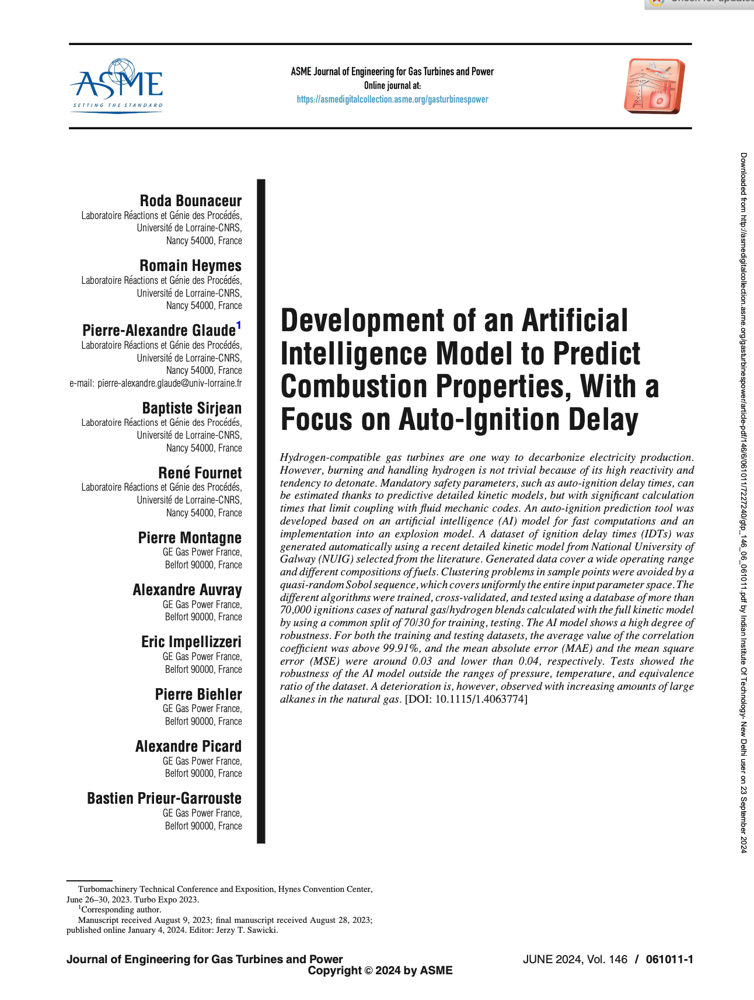 Check for updates
ASME
SETTING THE STANDARD
ASME Journal of Engineering for Gas Turbines and Power
Online journal at:
https://asmedigitalcollection.asme.org/gasturbinespower
Roda Bounaceur
Laboratoire Réactions et Génie des Procédés,
Université de Lorraine-CNRS,
Nancy 54000, France
Romain Heymes
Laboratoire Réactions et Génie des Procédés,
Université de Lorraine-CNRS,
Nancy 54000, France
Pierre-Alexandre Glaude1
Laboratoire Réactions et Génie des Procédés,
Université de Lorraine-CNRS,
Nancy 54000, France
e-mail: pierre-alexandre.glaude@univ-lorraine.fr
Baptiste Sirjean
Laboratoire Réactions et Génie des Procédés,
Université de Lorraine-CNRS,
Nancy 54000, France
René Fournet
Laboratoire Réactions et Génie des Procédés,
Université de Lorraine-CNRS,
Nancy 54000, France
Pierre Montagne
GE Gas Power France,
Belfort 90000, France
Alexandre Auvray
GE Gas Power France,
Belfort 90000, France
Eric Impellizzeri
GE Gas Power France,
Belfort 90000, France
Pierre Biehler
GE Gas Power France,
Belfort 90000, France
Alexandre Picard
GE Gas Power France,
Belfort 90000, France
Bastien Prieur-Garrouste
GE Gas Power France,
Belfort 90000, France
Development of an Artificial
Intelligence Model to Predict
Combustion Properties, With a
Focus on Auto-Ignition Delay
Hydrogen-compatible gas turbines are one way to decarbonize electricity production.
However, burning and handling hydrogen is not trivial because of its high reactivity and
tendency to detonate. Mandatory safety parameters, such as auto-ignition delay times, can
be estimated thanks to predictive detailed kinetic models, but with significant calculation
times that limit coupling with fluid mechanic codes. An auto-ignition prediction tool was
developed based on an artificial intelligence (AI) model for fast computations and an
implementation into an explosion model. A dataset of ignition delay times (IDTs) was
generated automatically using a recent detailed kinetic model from National University of
Galway (NUIG) selected from the literature. Generated data cover a wide operating range
and different compositions of fuels. Clustering problems in sample points were avoided by a
quasi-random Sobol sequence, which covers uniformly the entire input parameter space. The
different algorithms were trained, cross-validated, and tested using a database of more than
70,000 ignitions cases of natural gas/hydrogen blends calculated with the full kinetic model
by using a common split of 70/30 for training, testing. The AI model shows a high degree of
robustness. For both the training and testing datasets, the average value of the correlation
coefficient was above 99.91%, and the mean absolute error (MAE) and the mean square
error (MSE) were around 0.03 and lower than 0.04, respectively. Tests showed the
robustness of the AI model outside the ranges of pressure, temperature, and equivalence
ratio of the dataset. A deterioration is, however, observed with increasing amounts of large
alkanes in the natural gas. [DOI: 10.1115/1.4063774]
Turbomachinery Technical Conference and Exposition, Hynes Convention Center,
June 26–30, 2023. Turbo Expo 2023.
1Corresponding author.
Manuscript received August 9, 2023; final manuscript received August 28, 2023;
published online January 4, 2024. Editor: Jerzy T. Sawicki.
Journal of Engineering for Gas Turbines and Power
JUNE 2024, Vol. 146 / 061011-1
Copyright © 2024 by ASME
Downloaded from http://asmedigitalcollection.asme.org/gasturbinespower/article-pdf/146/6/061011/7227240/gtp_146_06_061011.pdf by Indian Institute Of Technology- New Delhi user on 23 September 2024